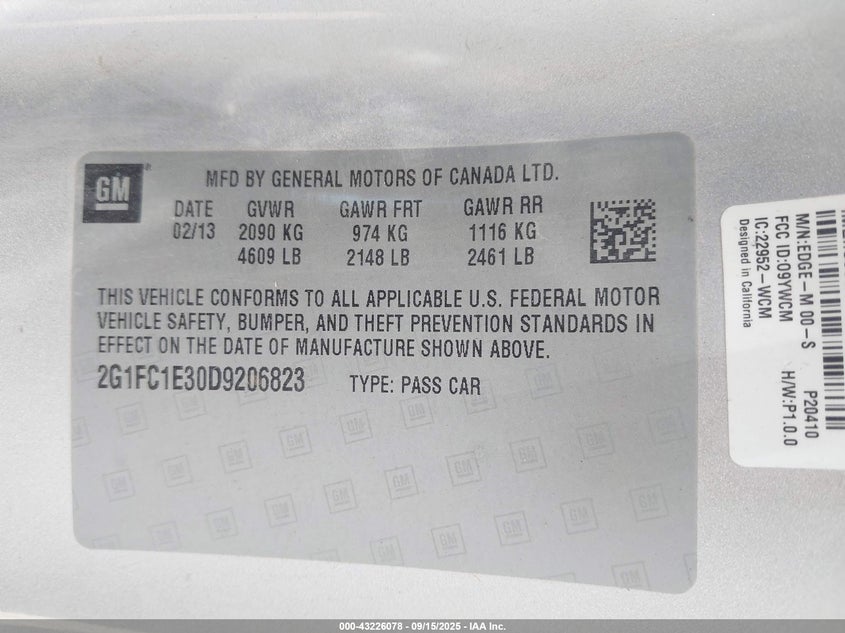 GM
MFD BY GENERAL MOTORS OF CANADA LTD.
DATE GVWR GAWR FRT GAWR RR
02/13 2090 KG 974 KG 1116 KG
4609 LB 2148 LB 2461 LB
THIS VEHICLE CONFORMS TO ALL APPLICABLE U.S. FEDERAL MOTOR
VEHICLE SAFETY, BUMPER, AND THEFT PREVENTION STANDARDS IN
EFFECT ON THE DATE OF MANUFACTURE SHOWN ABOVE.
2G1FC1E30D9206823 TYPE: PASS CAR
M/N:EDGE-M 00-S P20410
FCC ID:09YWCM H/W:P1.0.0
IC:22952-WCM
Designed in California
000-43226078 - 09/15/2025 - IAA Inc.